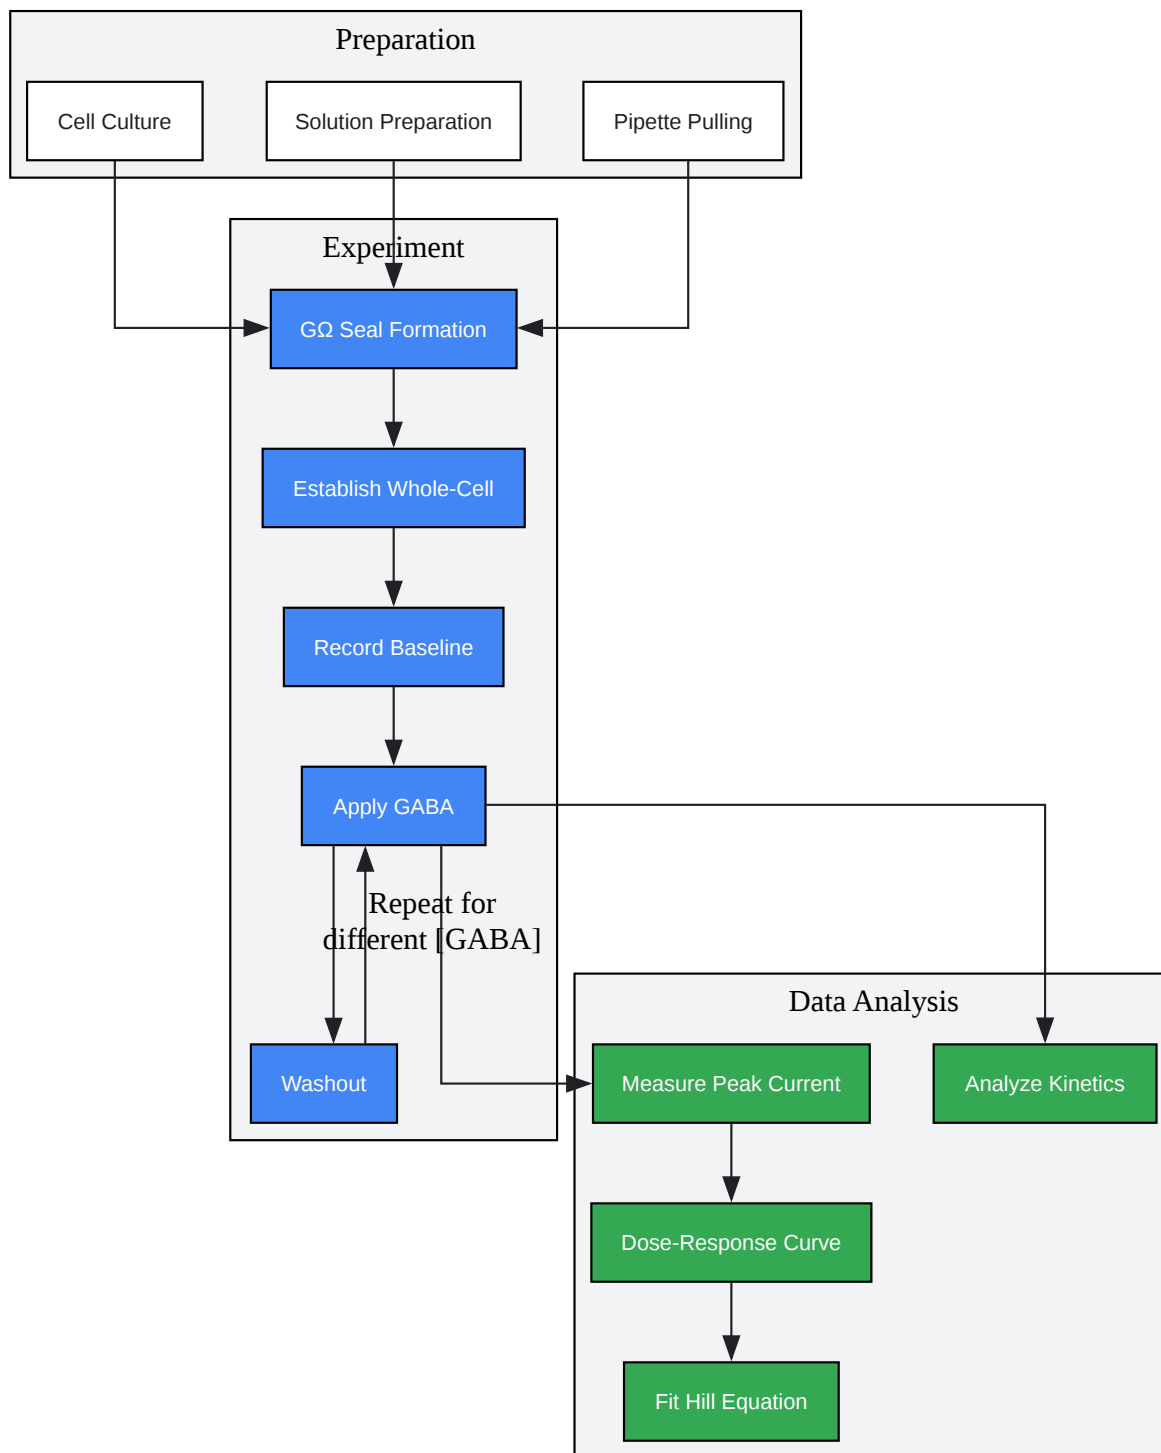 Preparation
Cell Culture
Solution Preparation
Pipette Pulling
Experiment
GΩ Seal Formation
Establish Whole-Cell
Record Baseline
Apply GABA
Repeat for
different [GABA]
Washout
Data Analysis
Measure Peak Current
Analyze Kinetics
Dose-Response Curve
Fit Hill Equation